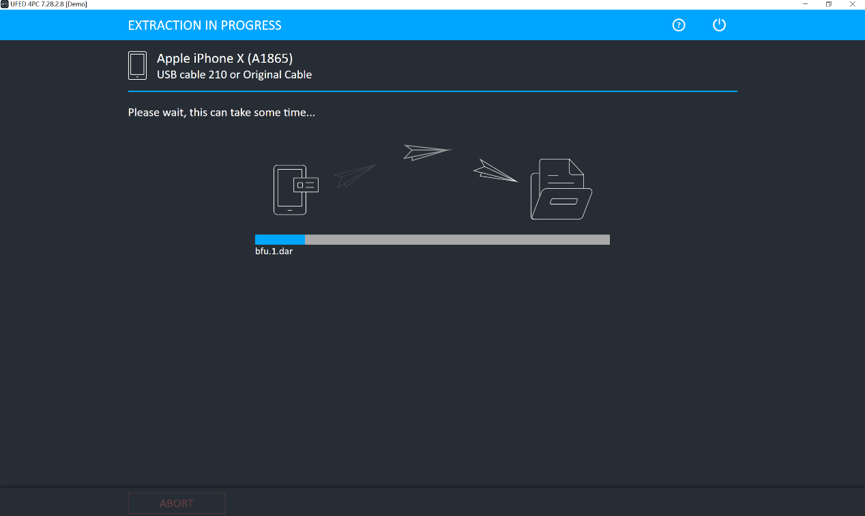 UFED 4PC 7.28.2.8 [Demo]
EXTRACTION IN PROGRESS
Apple iPhone X (A1865)
USB cable 210 or Original Cable
Please wait, this can take some time...
bfu.1.dar
ABORT